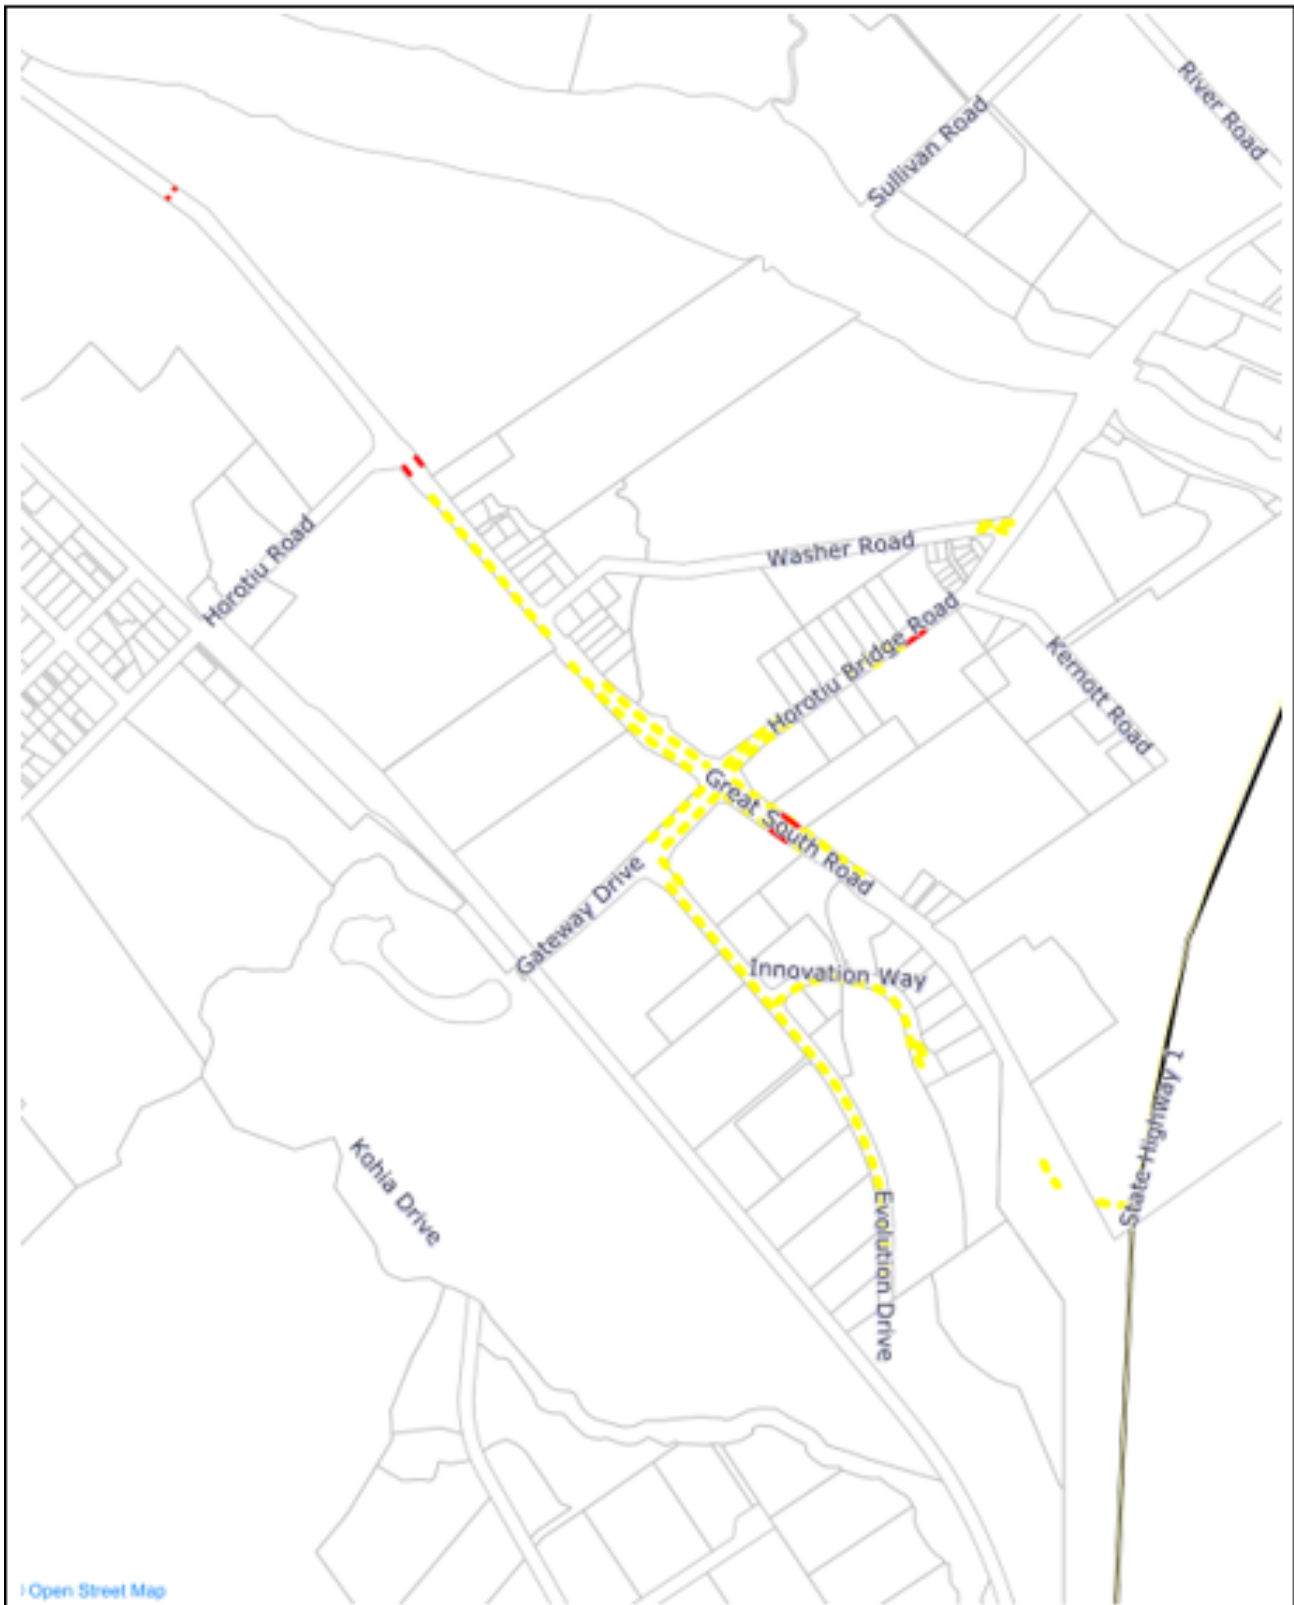 River Road
Sullivan Road
Horotiu Road
Washer Road
Horotiu Bridge Road
Kernott Road
Great South Road
Gateway Drive
Innovation Way
State Highway 1
Kohia Drive
Evolution Drive
Open Street Map